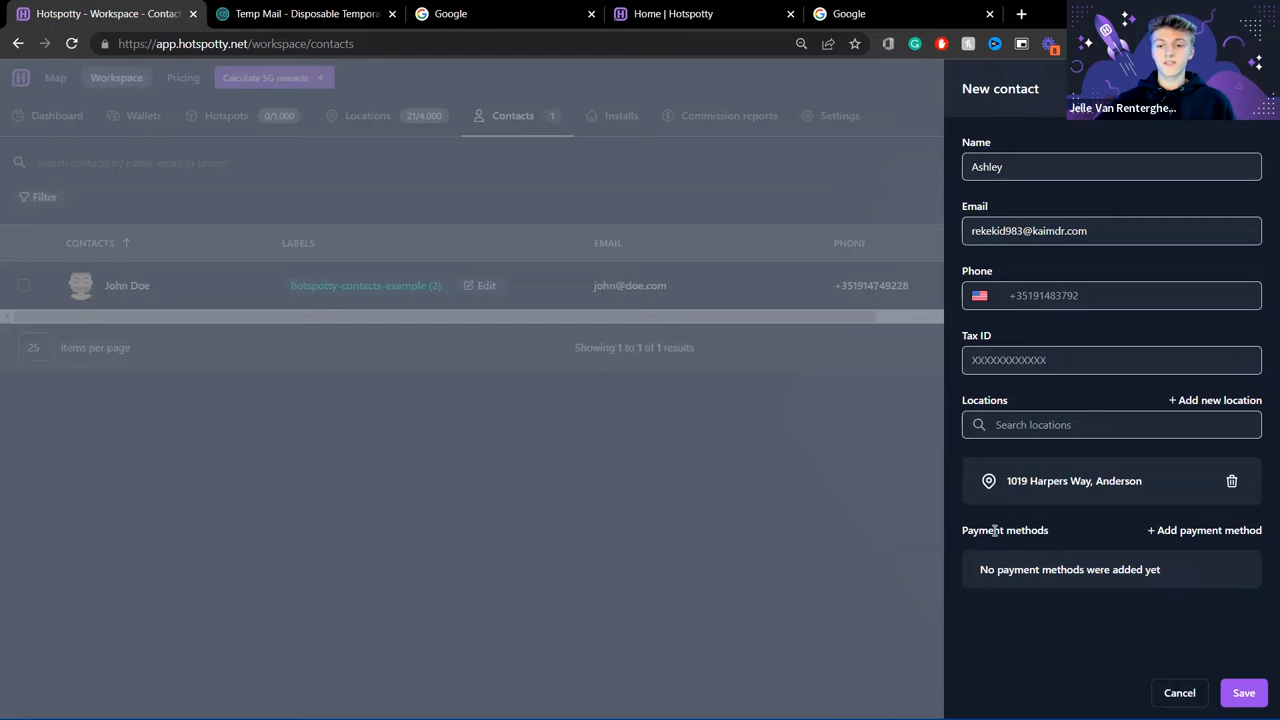 Hotspotty - Workspace - Contac
Temp Mail - Disposable Tempora
Google
Home | Hotspotty
Google
https://app.hotspotty.net/workspace/contacts
8
Jelle Van Renterghe...
Map
Workspace
Pricing
Calculate 5G rewards
Dashboard
Wallets
Hotspots
0/1.000
Locations
21/4.000
Contacts
1
Installs
Commission reports
Settings
Search contacts by name, email or phone
Filter
CONTACTS
LABELS
EMAIL
PHONE
John Doe
hotspotty-contacts-example (2)
Edit
john@doe.com
+351914749228
25
items per page
Showing 1 to 1 of 1 results
New contact
Name
Ashley
Email
rekekid983@kaimdr.com
Phone
+35191483792
Tax ID
XXXXXXXXXXXX
Locations
+ Add new location
Search locations
1019 Harpers Way, Anderson
Payment methods
+ Add payment method
No payment methods were added yet
Cancel
Save